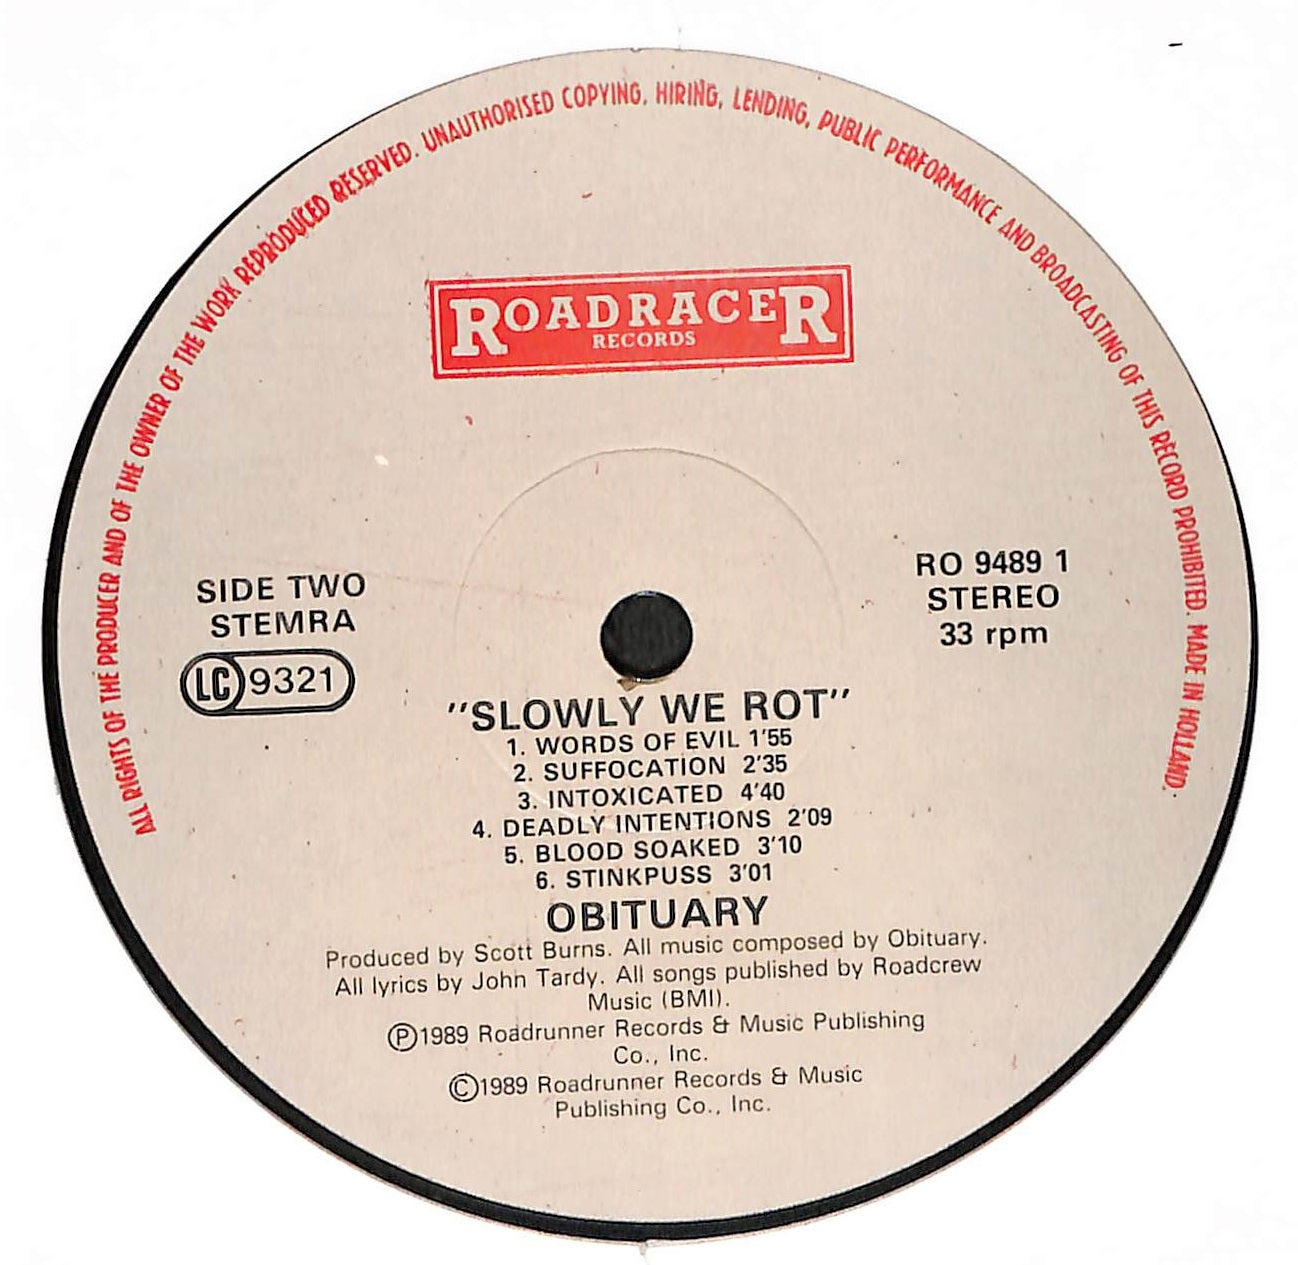 ALL RIGHTS OF THE PRODUCER AND OF THE OWNER OF THE WORK REPRODUCED RESERVED. UNAUTHORISED COPYING, HIRING, LENDING, PUBLIC PERFORMANCE AND BROADCASTING OF THIS RECORD PROHIBITED. MADE IN HOLLAND.
ROADRACER
RECORDS
SIDE TWO
STEMRA
LC 9321
RO 9489 1
STEREO
33 rpm
"SLOWLY WE ROT"
1. WORDS OF EVIL 1'55
2. SUFFOCATION 2'35
3. INTOXICATED 4'40
4. DEADLY INTENTIONS 2'09
5. BLOOD SOAKED 3'10
6. STINKPUSS 3'01
OBITUARY
Produced by Scott Burns. All music composed by Obituary.
All lyrics by John Tardy. All songs published by Roadcrew
Music (BMI).
Ⓟ1989 Roadrunner Records & Music Publishing
Co., Inc.
©1989 Roadrunner Records & Music
Publishing Co., Inc.